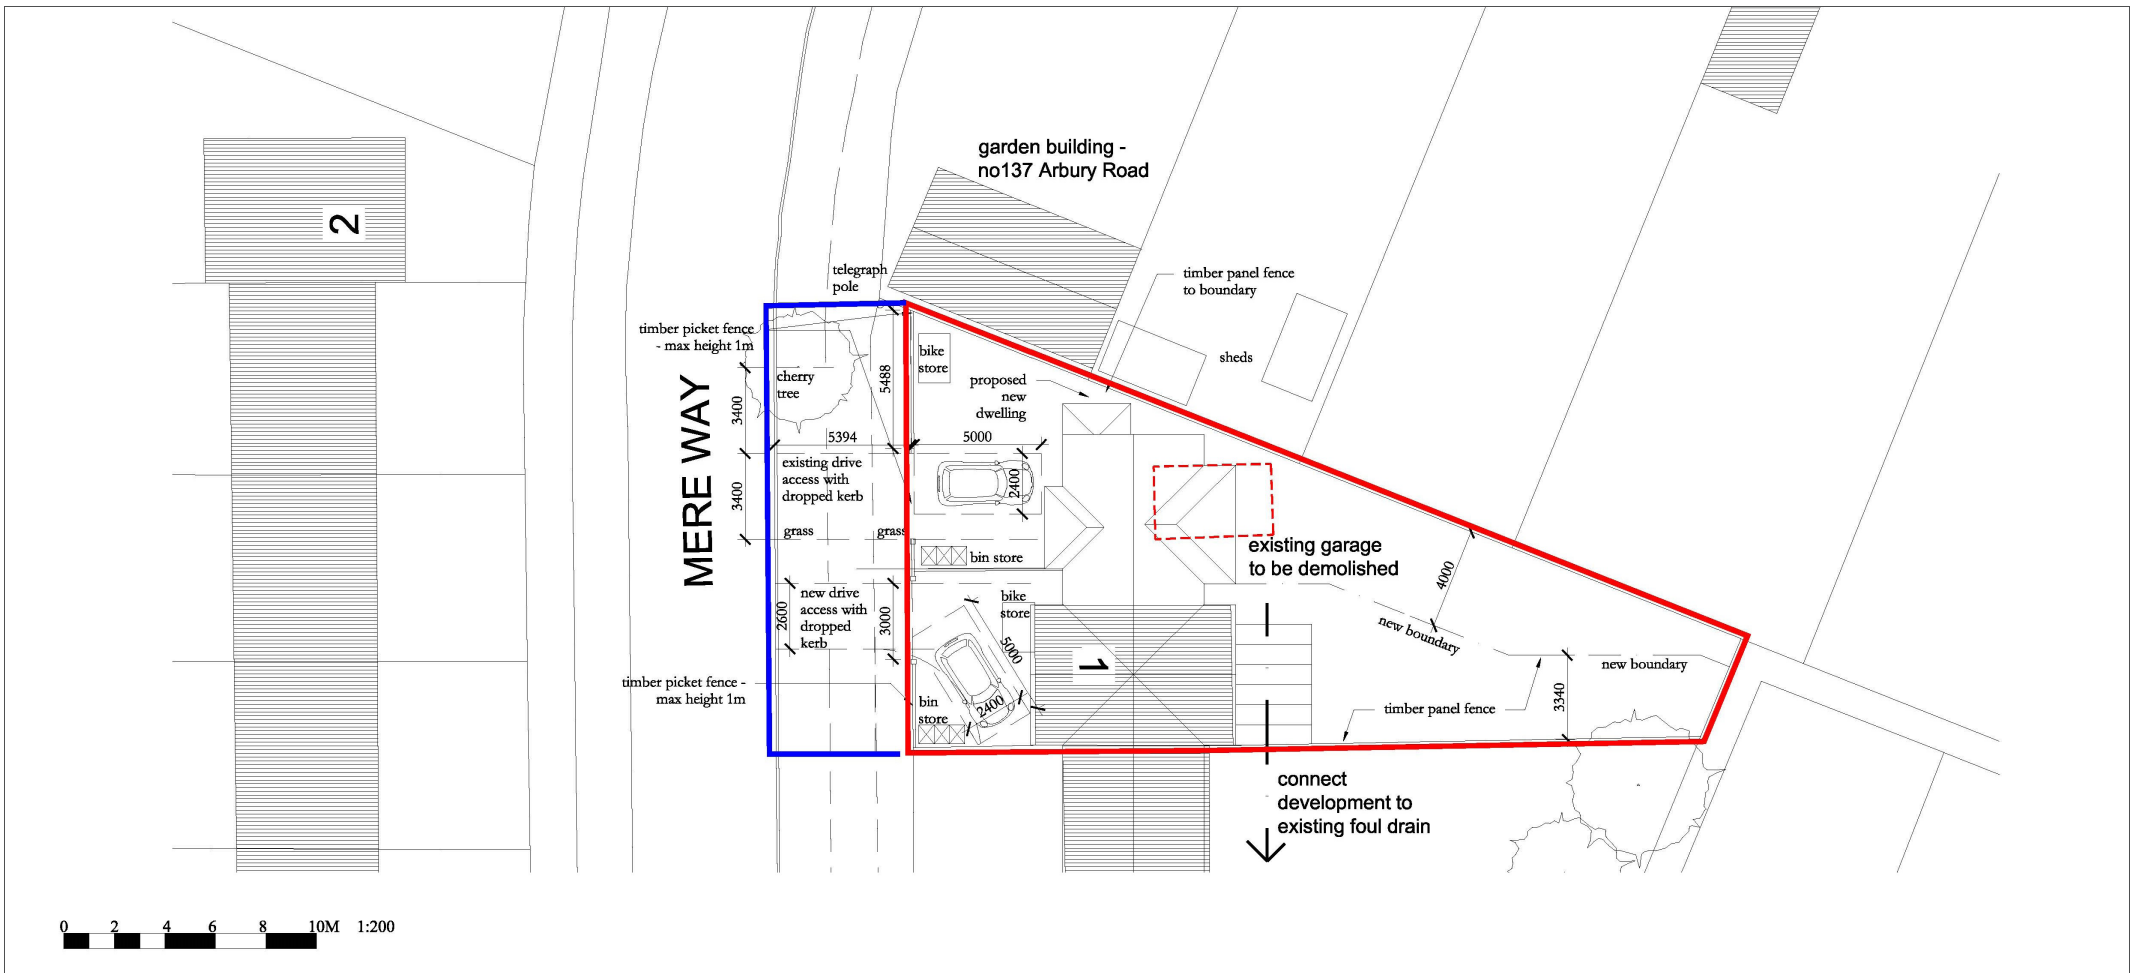 garden building -
no137 Arbury Road
2
telegraph
pole
timber panel fence
to boundary
timber picket fence
- max height 1m
bike
store
sheds
cherry
tree
5488
proposed
new
dwelling
3400
MERE WAY
5394
5000
existing drive
access with
dropped kerb
2400
3400
grass
grass
existing garage
to be demolished
bin store
4000
new drive
access with
dropped
kerb
2600
3000
bike
store
5000
new boundary
new boundary
1
timber picket fence -
max height 1m
bin
store
2400
timber panel fence
3340
connect
development to
existing foul drain
0 2 4 6 8 10M 1:200